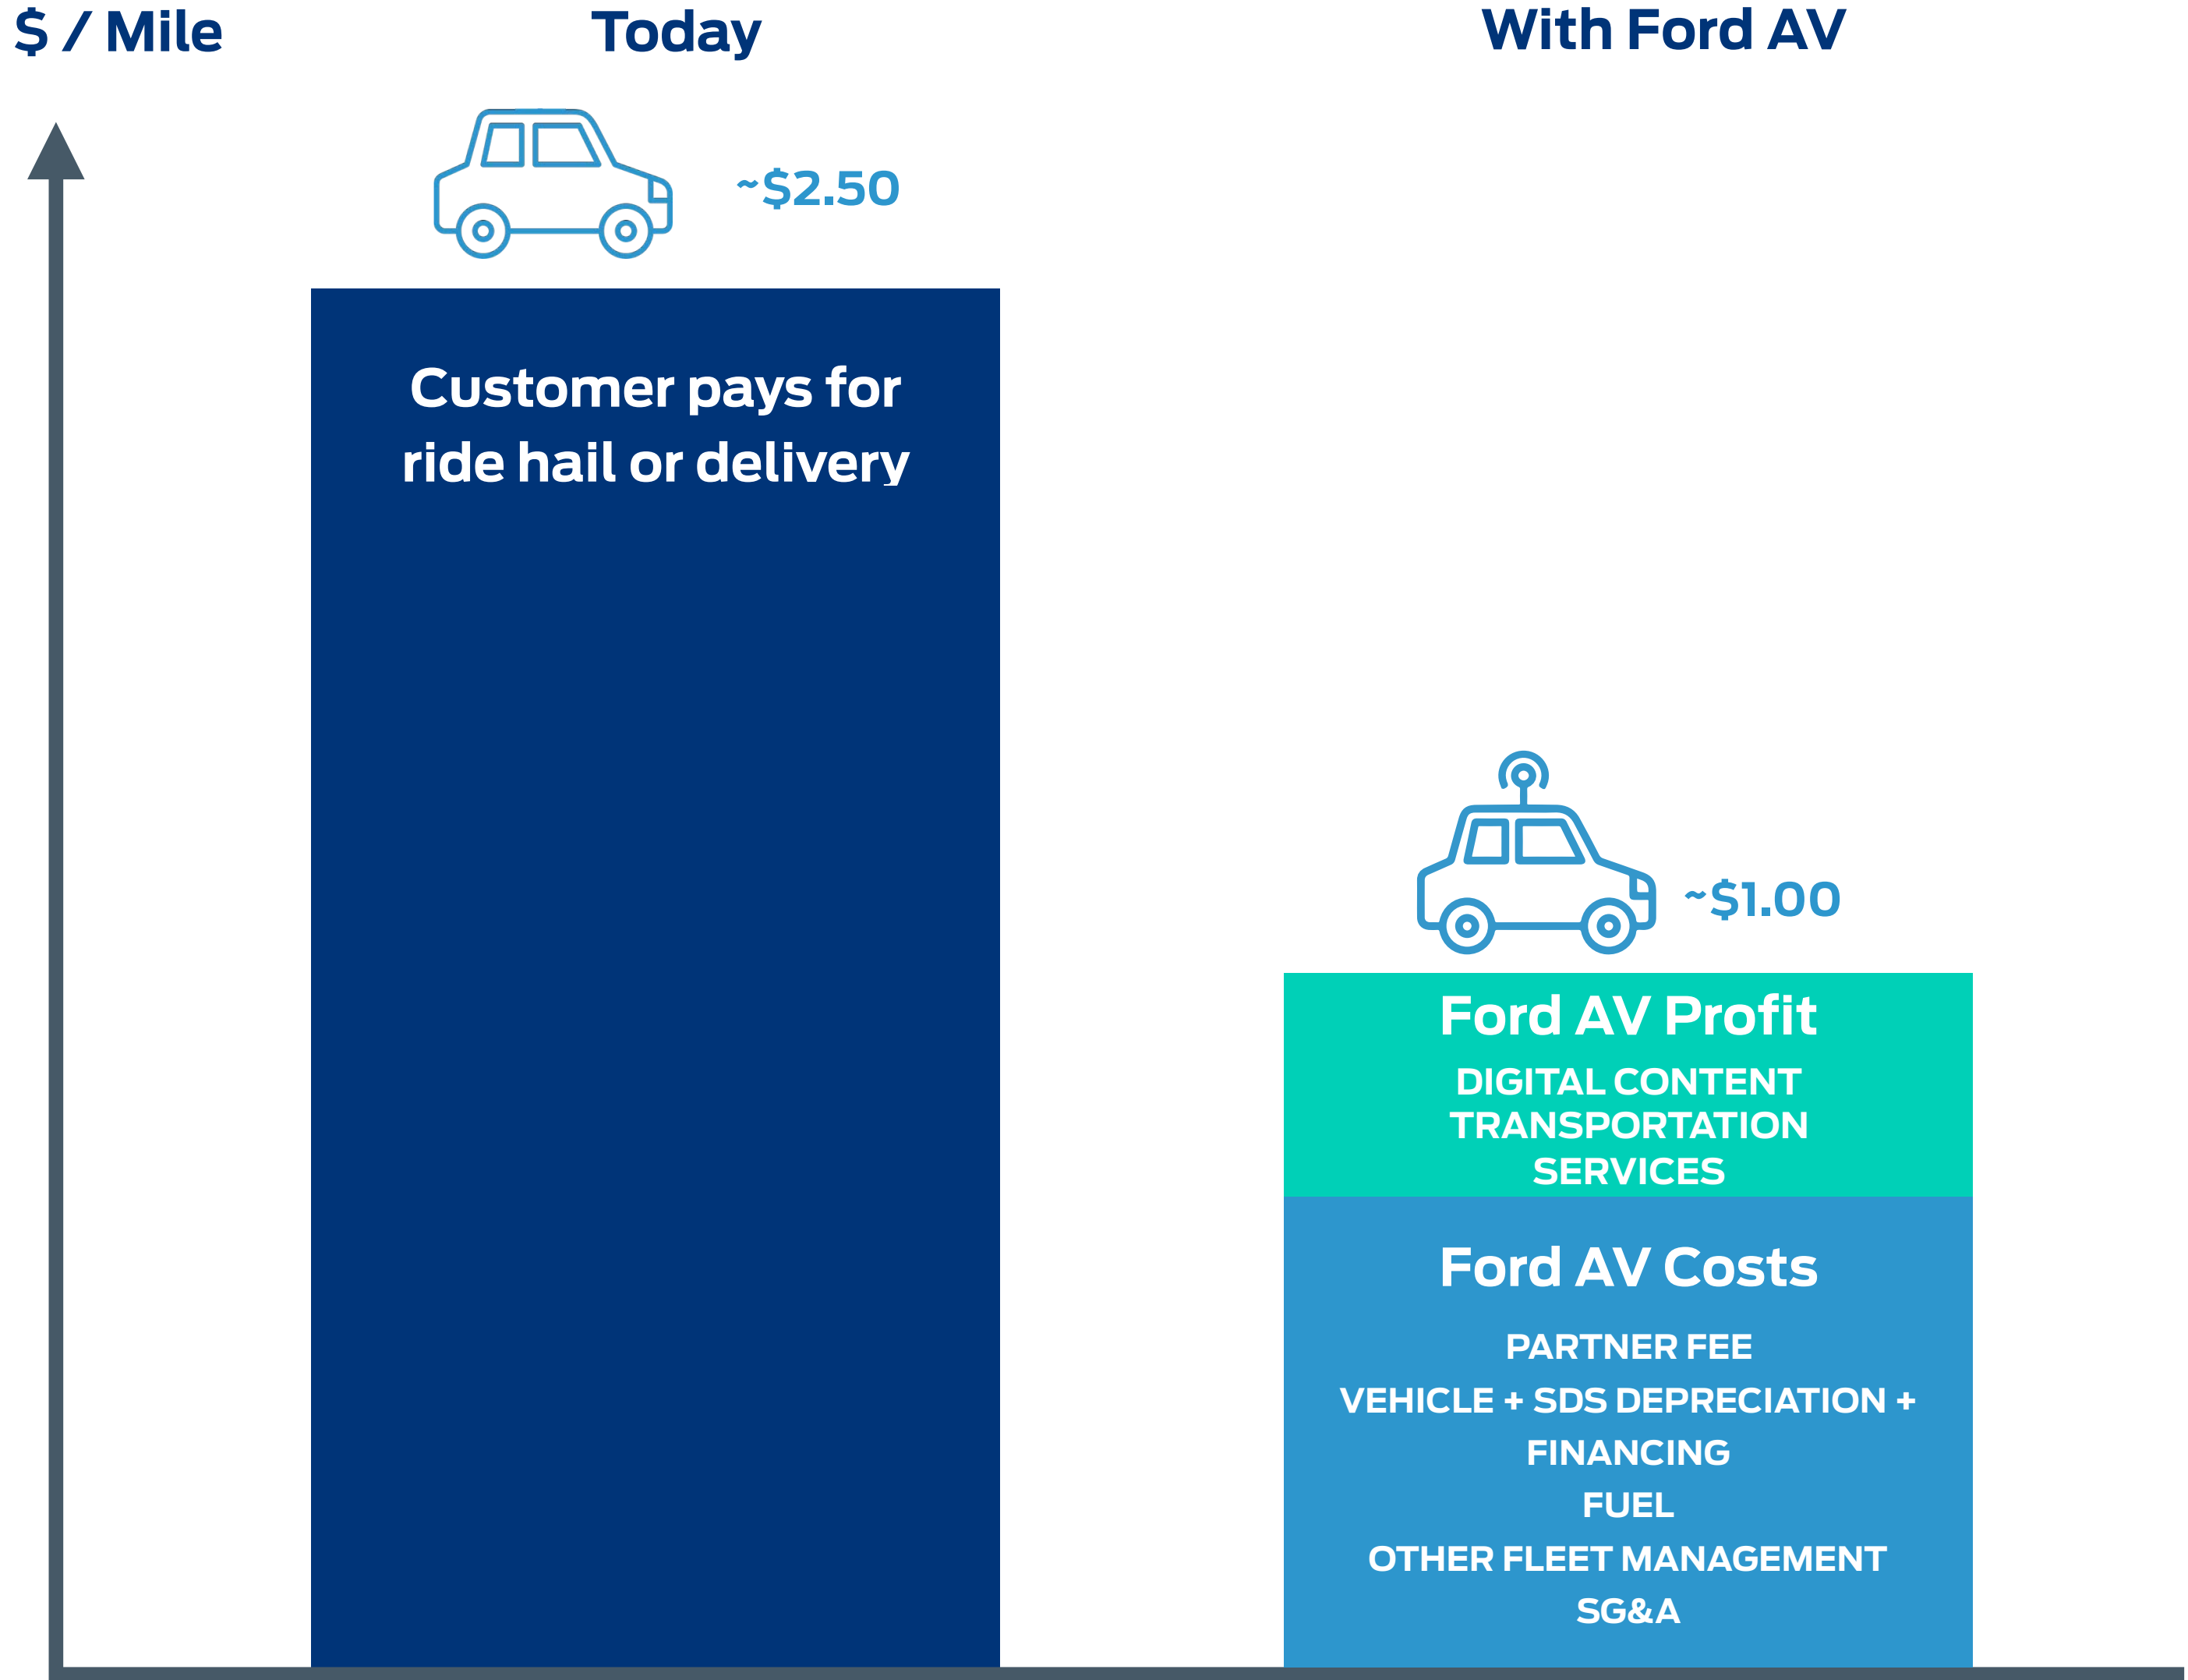 $ / Mile
Today
With Ford AV
~$2.50
Customer pays for
ride hail or delivery
~$1.00
Ford AV Profit
DIGITAL CONTENT
TRANSPORTATION
SERVICES
Ford AV Costs
PARTNER FEE
VEHICLE + SDS DEPRECIATION +
FINANCING
FUEL
OTHER FLEET MANAGEMENT
SG&A